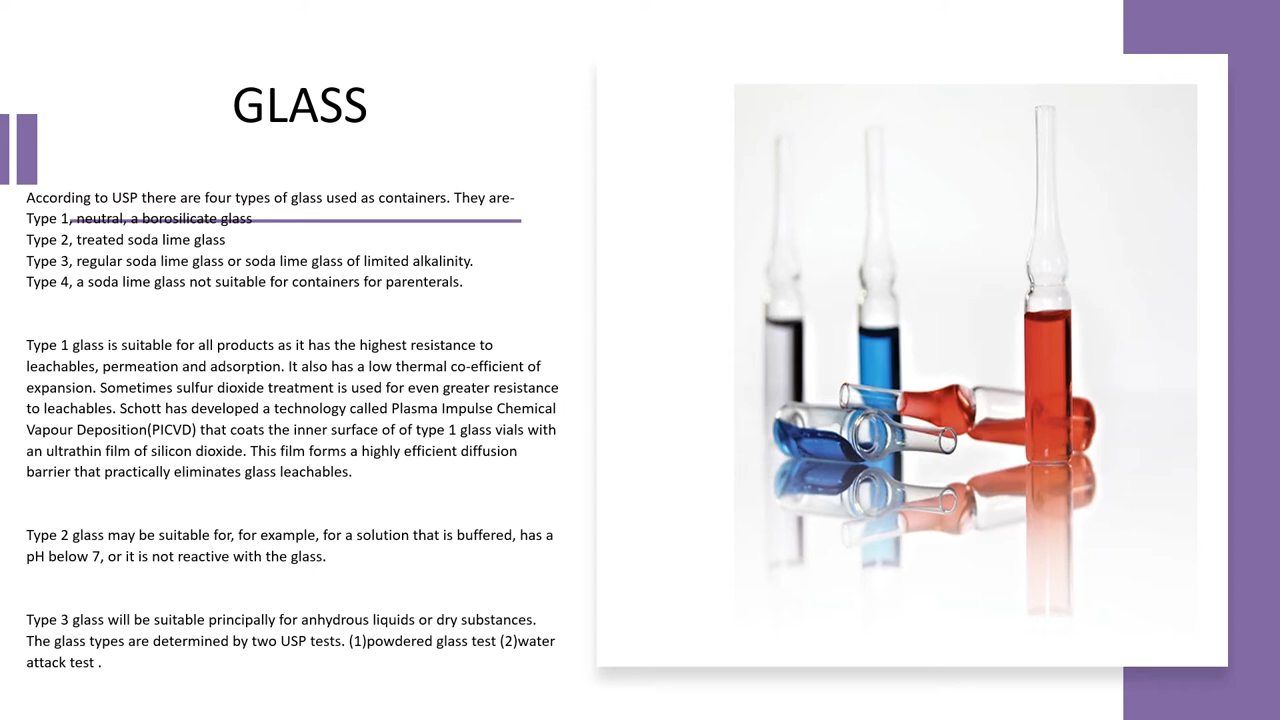 GLASS
According to USP there are four types of glass used as containers. They are-
Type 1, neutral, a borosilicate glass
Type 2, treated soda lime glass
Type 3, regular soda lime glass or soda lime glass of limited alkalinity.
Type 4, a soda lime glass not suitable for containers for parenterals.
Type 1 glass is suitable for all products as it has the highest resistance to
leachables, permeation and adsorption. It also has a low thermal co-efficient of
expansion. Sometimes sulfur dioxide treatment is used for even greater resistance
to leachables. Schott has developed a technology called Plasma Impulse Chemical
Vapour Deposition(PICVD) that coats the inner surface of of type 1 glass vials with
an ultrathin film of silicon dioxide. This film forms a highly efficient diffusion
barrier that practically eliminates glass leachables.
Type 2 glass may be suitable for, for example, for a solution that is buffered, has a
pH below 7, or it is not reactive with the glass.
Type 3 glass will be suitable principally for anhydrous liquids or dry substances.
The glass types are determined by two USP tests. (1)powdered glass test (2)water
attack test .